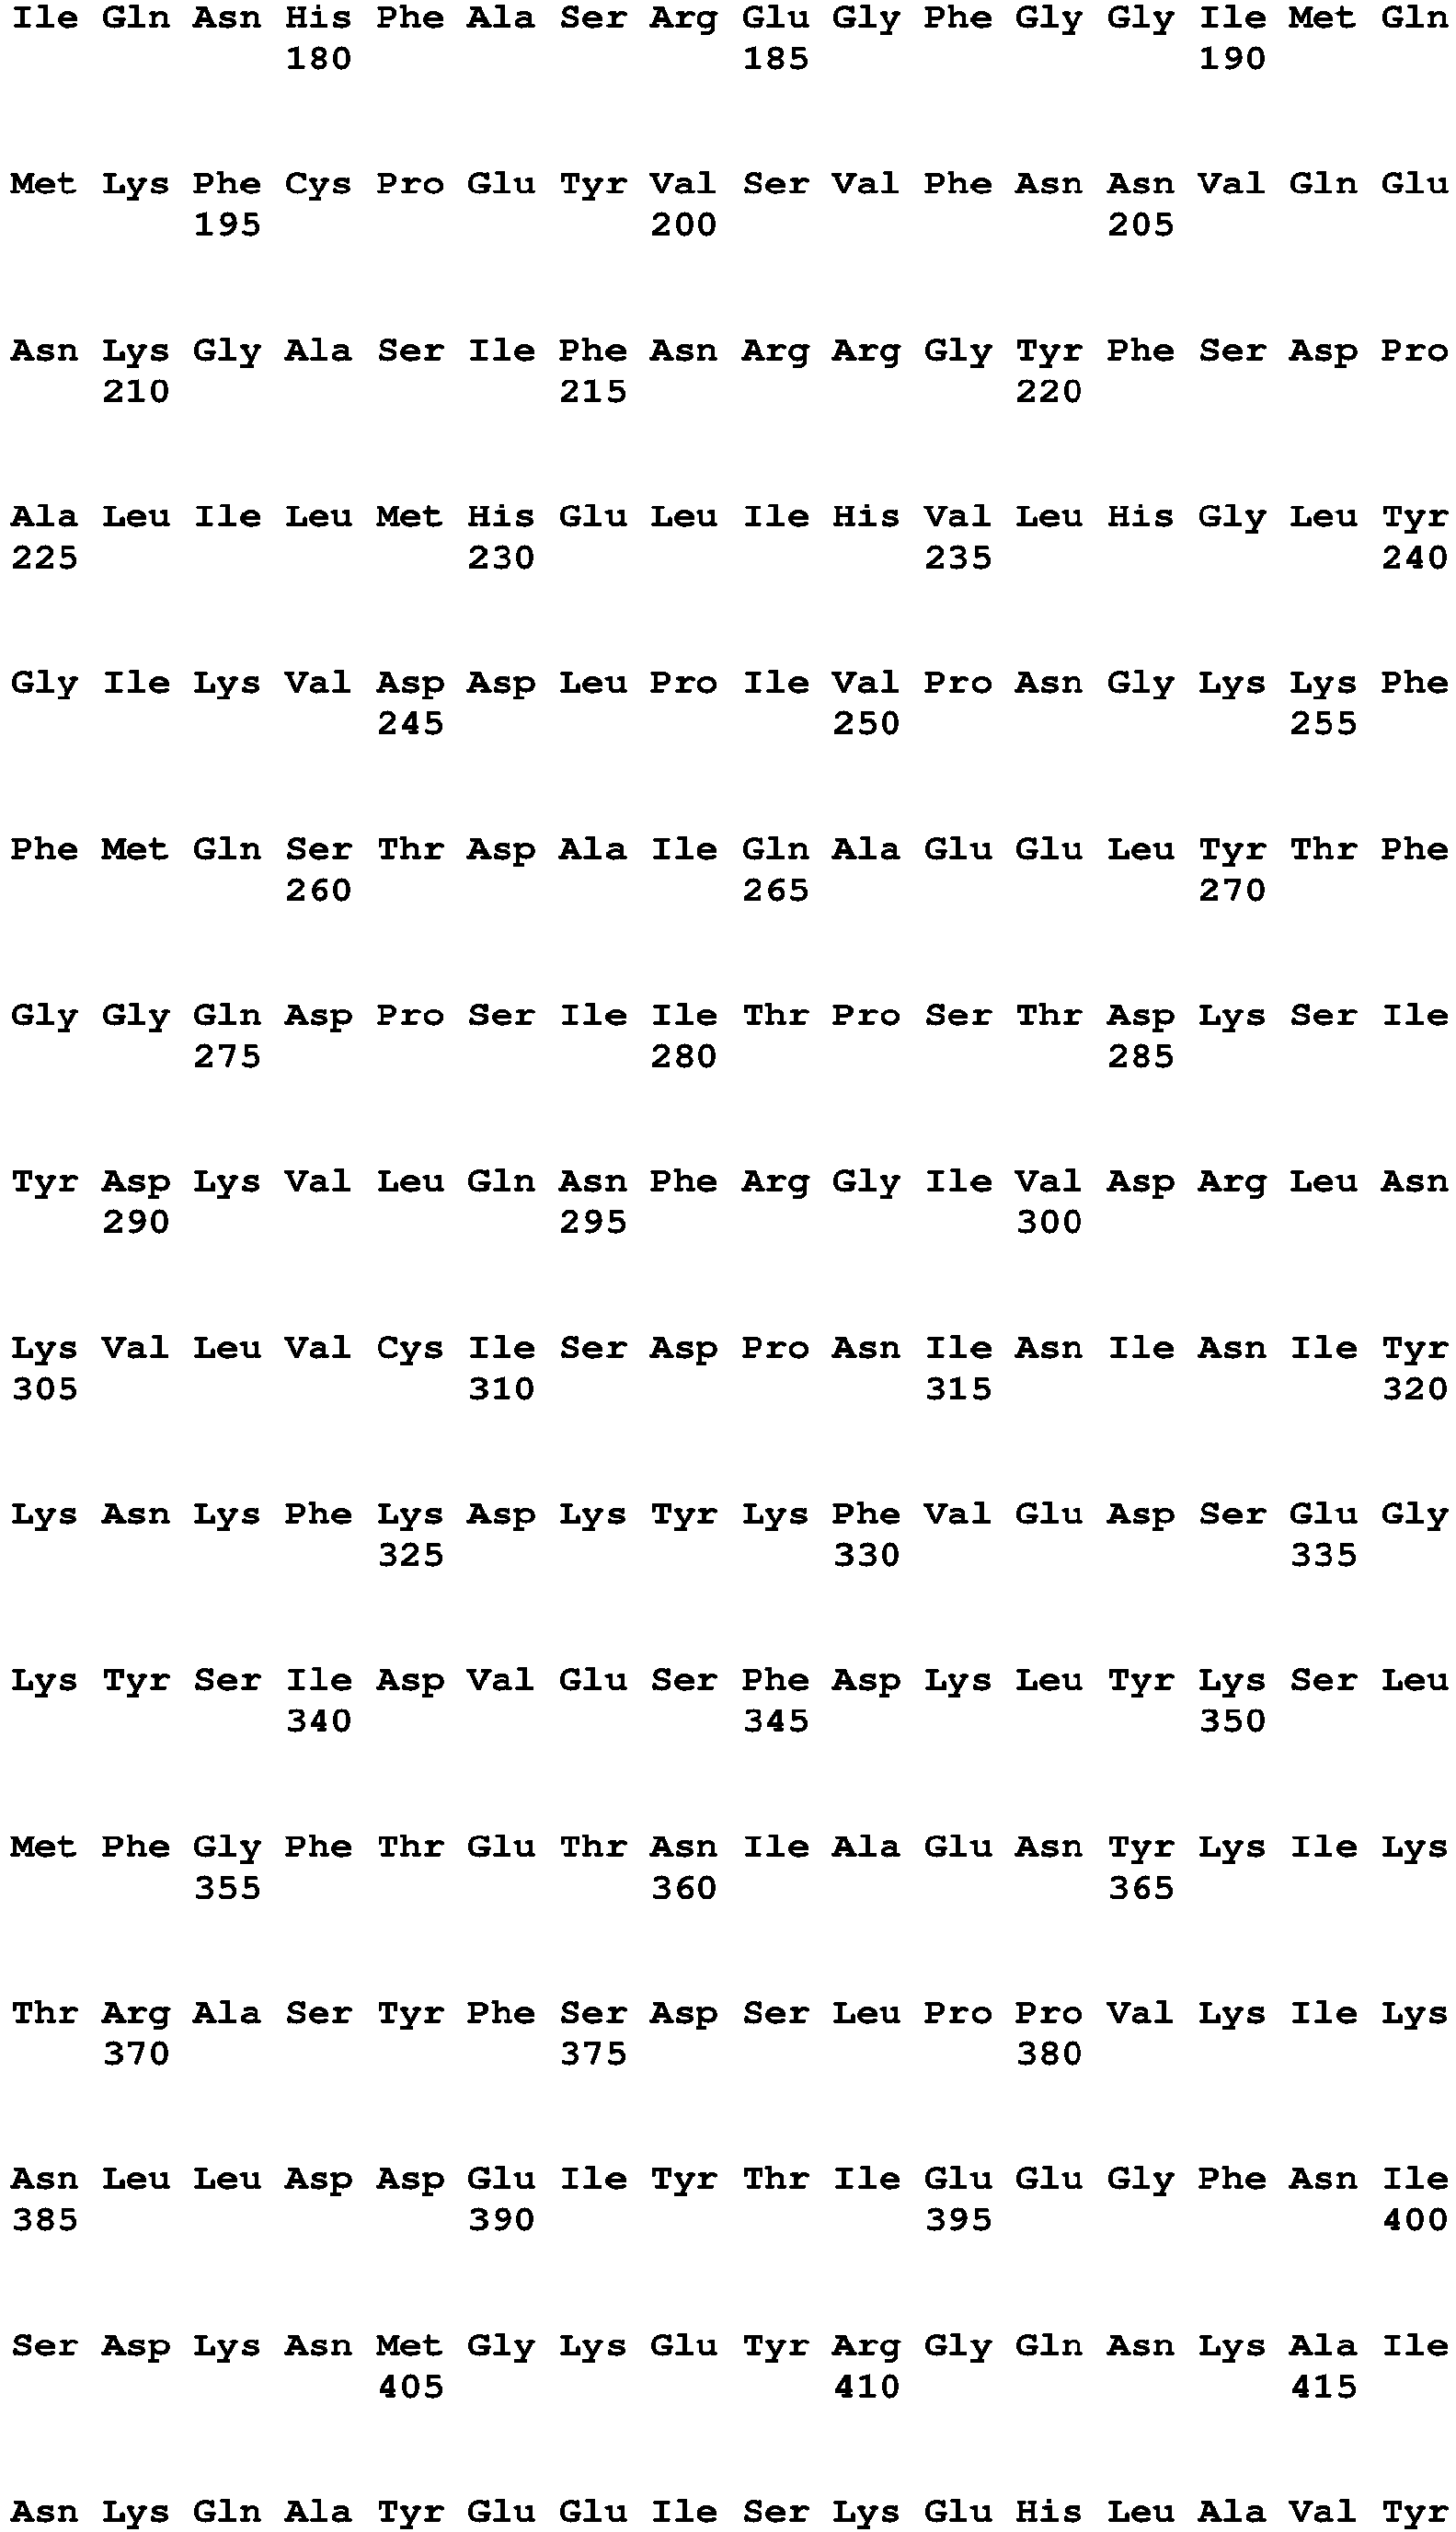 Ile Gln Asn His Phe Ala Ser Arg Glu Gly Phe Gly Gly Ile Met Gln
180 185 190
Met Lys Phe Cys Pro Glu Tyr Val Ser Val Phe Asn Asn Val Gln Glu
195 200 205
Asn Lys Gly Ala Ser Ile Phe Asn Arg Arg Gly Tyr Phe Ser Asp Pro
210 215 220
Ala Leu Ile Leu Met His Glu Leu Ile His Val Leu His Gly Leu Tyr
225 230 235 240
Gly Ile Lys Val Asp Asp Leu Pro Ile Val Pro Asn Gly Lys Lys Phe
245 250 255
Phe Met Gln Ser Thr Asp Ala Ile Gln Ala Glu Glu Leu Tyr Thr Phe
260 265 270
Gly Gly Gln Asp Pro Ser Ile Ile Thr Pro Ser Thr Asp Lys Ser Ile
275 280 285
Tyr Asp Lys Val Leu Gln Asn Phe Arg Gly Ile Val Asp Arg Leu Asn
290 295 300
Lys Val Leu Val Cys Ile Ser Asp Pro Asn Ile Asn Ile Asn Ile Tyr
305 310 315 320
Lys Asn Lys Phe Lys Asp Lys Tyr Lys Phe Val Glu Asp Ser Glu Gly
325 330 335
Lys Tyr Ser Ile Asp Val Glu Ser Phe Asp Lys Leu Tyr Lys Ser Leu
340 345 350
Met Phe Gly Phe Thr Glu Thr Asn Ile Ala Glu Asn Tyr Lys Ile Lys
355 360 365
Thr Arg Ala Ser Tyr Phe Ser Asp Ser Leu Pro Pro Val Lys Ile Lys
370 375 380
Asn Leu Leu Asp Asp Glu Ile Tyr Thr Ile Glu Glu Gly Phe Asn Ile
385 390 395 400
Ser Asp Lys Asn Met Gly Lys Glu Tyr Arg Gly Gln Asn Lys Ala Ile
405 410 415
Asn Lys Gln Ala Tyr Glu Glu Ile Ser Lys Glu His Leu Ala Val Tyr